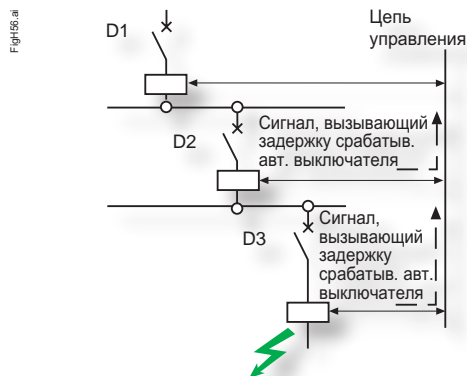 FigH56.ai
D1
Цепь
управления
D2
Сигнал, вызывающий
задержку срабатыв.
авт. выключателя
D3
Сигнал,
вызывающий
задержку
срабатыв. авт.
выключателя